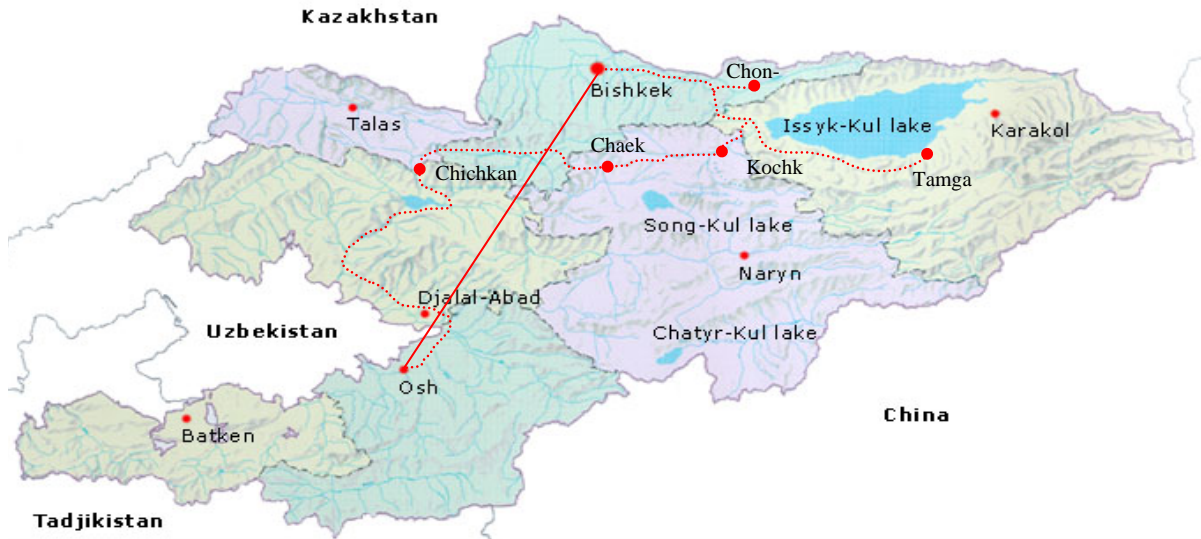 Kazakhstan
Bishkek
Chon-
Talas
Issyk-Kul lake
Karakol
Chaek
Chichkan
Kochk
Tamga
Song-Kul lake
Naryn
Djalal-Abad
Uzbekistan
Chatyr-Kul lake
Osh
China
Batken
Tadjikistan